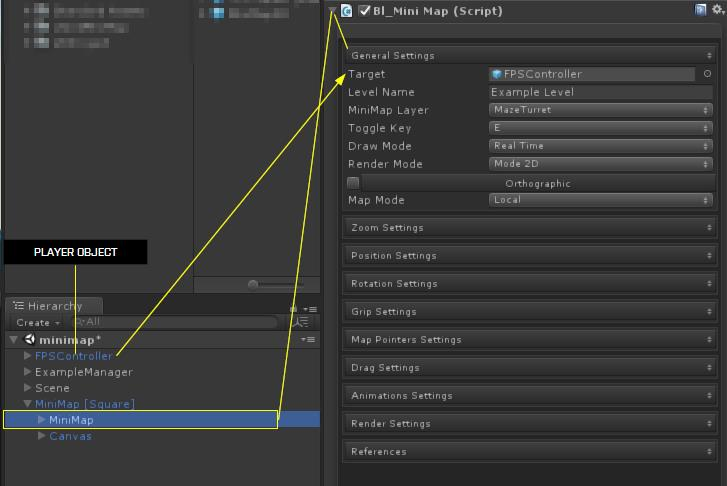 Bl_Mini Map (Script)
General Settings
Target FPSController
Level Name Example Level
MiniMap Layer MazeTurret
Toggle Key E
Draw Mode Real Time
Render Mode Mode 2D
Orthographic
Map Mode Local
Zoom Settings
Position Settings
Rotation Settings
Grip Settings
Map Pointers Settings
Drag Settings
Animations Settings
Render Settings
References
PLAYER OBJECT
Hierarchy
Create All
minimap*
FPSController
ExampleManager
Scene
MiniMap [Square]
MiniMap
Canvas